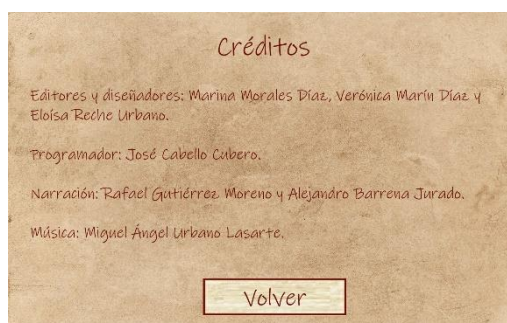 Créditos
Editores y diseñadores: Marina Morales Díaz, Verónica Marín Díaz y
Eloísa Reche Urbano.
Programador: José Cabello Cubero.
Narración: Rafael Gutiérrez Moreno y Alejandro Barrena Jurado.
Música: Miguel Ángel Urbano Lasarte.
Volver